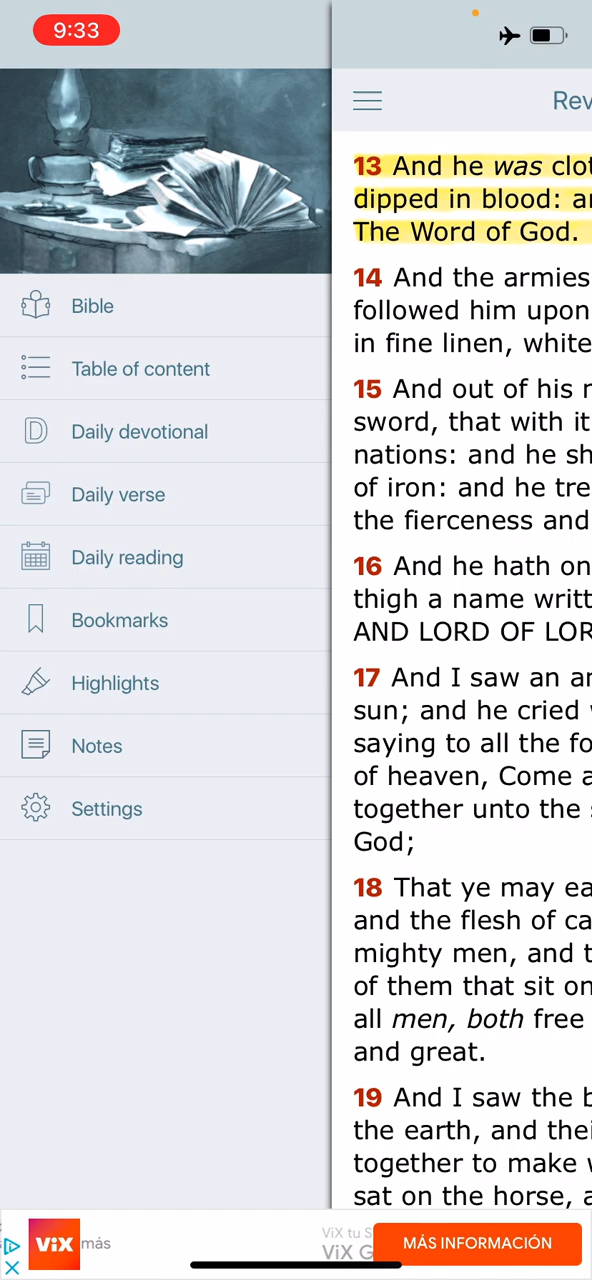 9:33
Bible
Table of content
Daily devotional
Daily verse
Daily reading
Bookmarks
Highlights
Notes
Settings
Rev
13 And he was clot
dipped in blood: a
The Word of God.
14 And the armies
followed him upon
in fine linen, white
15 And out of his
sword, that with it
nations: and he sh
of iron: and he tre
the fierceness and
16 And he hath on
thigh a name writt
AND LORD OF LOR
17 And I saw an a
sun; and he cried
saying to all the fo
of heaven, Come a
together unto the
God;
18 That ye may ea
and the flesh of ca
mighty men, and t
of them that sit on
all men, both free
and great.
19 And I saw the b
the earth, and thei
together to make
sat on the horse, a
ViX más
ViX tu S
ViX G
MÁS INFORMACIÓN